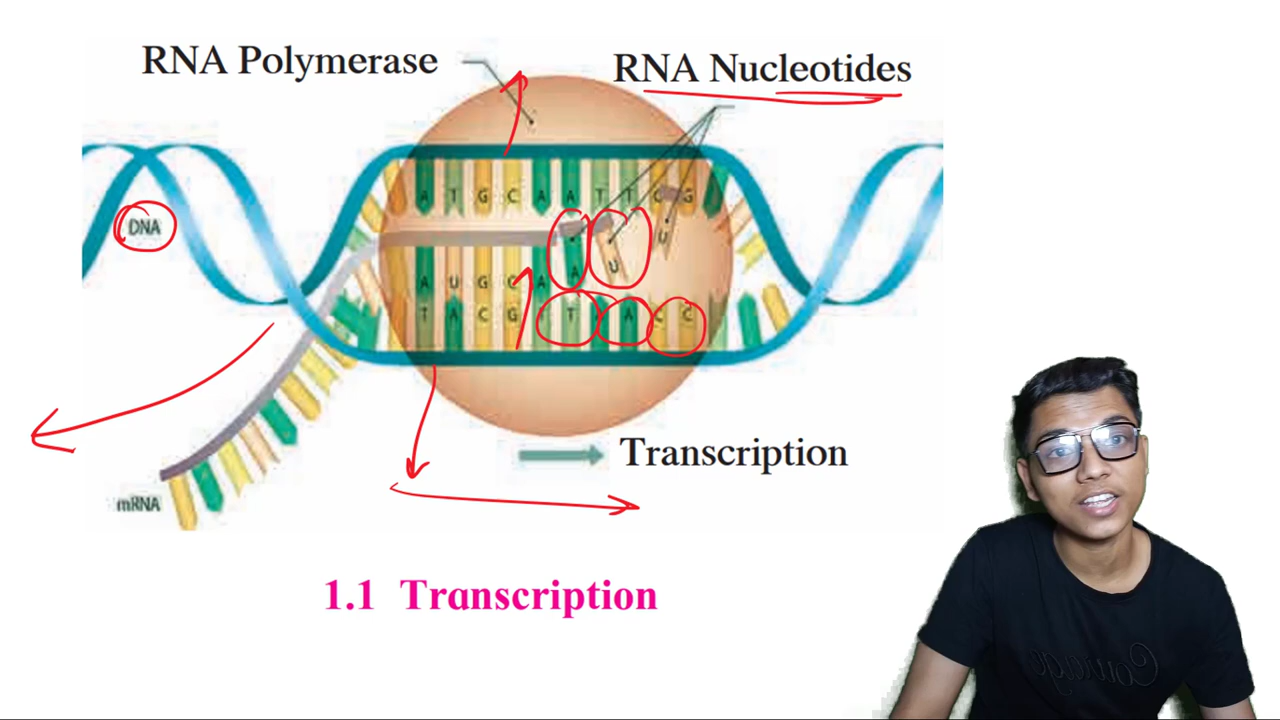 RNA Polymerase
RNA Nucleotides
DNA
A T G C A A T T C G
U
A U G C A A U
T A C G T A C C
Transcription
mRNA
1.1 Transcription